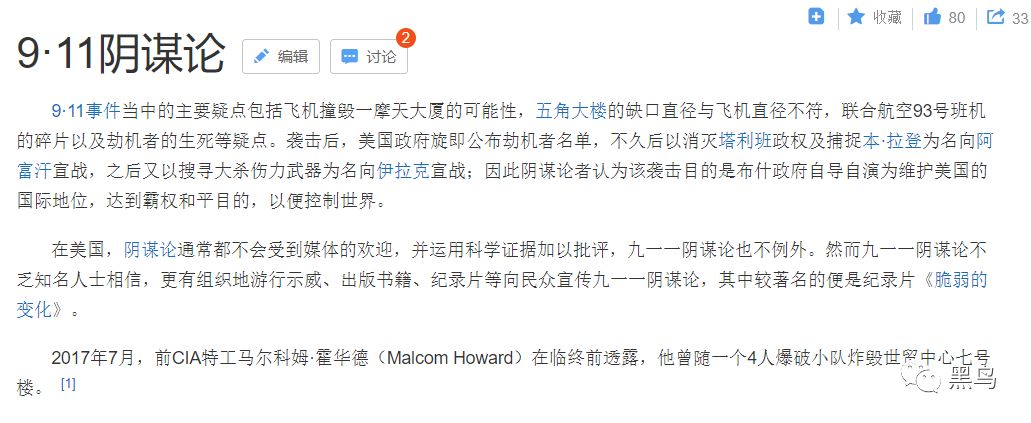 收藏 80 33
9·11阴谋论 编辑 讨论 2
9·11事件当中的主要疑点包括飞机撞毁一摩天大厦的可能性，五角大楼的缺口直径与飞机直径不符，联合航空93号班机
的碎片以及劫机者的生死等疑点。袭击后，美国政府旋即公布劫机者名单，不久后以消灭塔利班政权及捕捉本·拉登为名向阿
富汗宣战，之后又以搜寻大杀伤力武器为名向伊拉克宣战；因此阴谋论者认为该袭击目的是布什政府自导自演为维护美国的
国际地位，达到霸权和平目的，以便控制世界。
在美国，阴谋论通常都不会受到媒体的欢迎，并运用科学证据加以批评，九一一阴谋论也不例外。然而九一一阴谋论不
乏知名人士相信，更有组织地游行示威、出版书籍、纪录片等向民众宣传九一一阴谋论，其中较著名的便是纪录片《脆弱的
变化》。
2017年7月，前CIA特工马尔科姆·霍华德（Malcom Howard）在临终前透露，他曾随一个4人爆破小队炸毁世贸中心七号
楼。 [1]
黑鸟